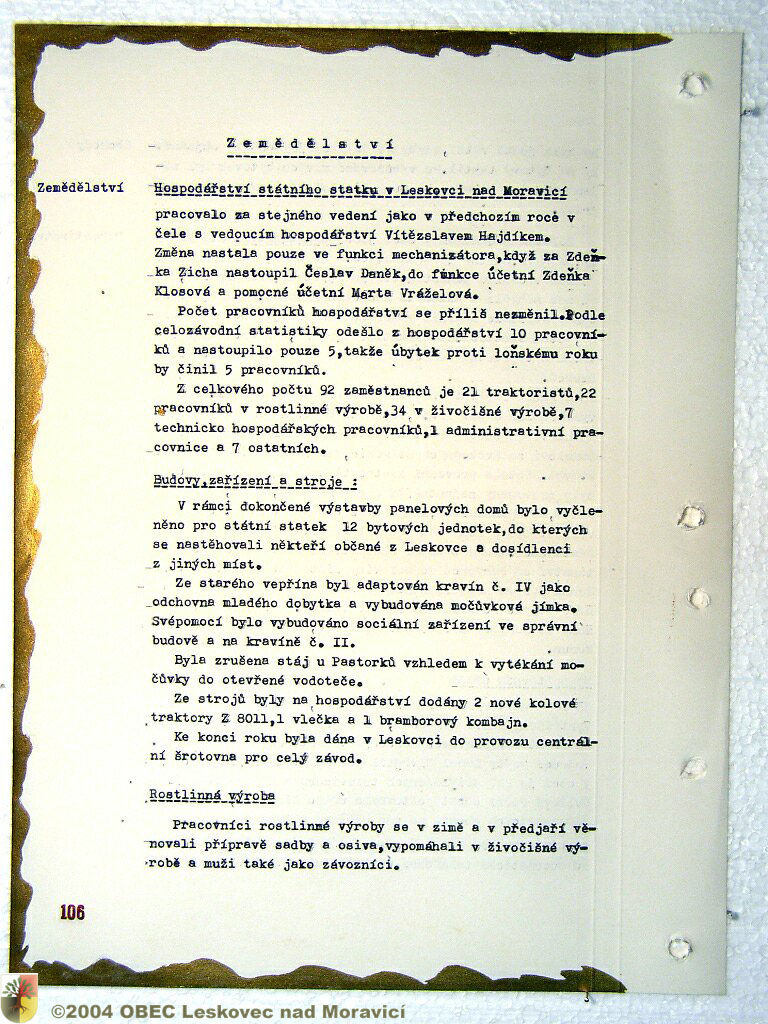 Z e m ě d ě l s t v í
Zemědělství
Hospodářství státního statku v Leskovci nad Moravicí
pracovalo za stejného vedení jako v předchozím roce v
čele s vedoucím hospodářství Vítězslavem Hajdíkem.
Změna nastala pouze ve funkci mechanizátora,když za Zdeň-
ka Zicha nastoupil Česlav Daněk,do funkce účetní Zdeňka
Klosová a pomocné účetní Marta Vráželová.
Počet pracovníků hospodářství se příliš nezměnil.Podle
celozávodní statistiky odešlo z hospodářství 10 pracovní-
ků a nastoupilo pouze 5,takže úbytek proti loňskému roku
by činil 5 pracovníků.
Z celkového počtu 92 zaměstnanců je 21 traktoristů,22
pracovníků v rostlinné výrobě,34 v živočišné výrobě,7
technicko hospodářských pracovníků,1 administrativní pra-
covnice a 7 ostatních.
Budovy,zařízení a stroje :
V rámci dokončené výstavby panelových domů bylo vyčle-
něno pro státní statek 12 bytových jednotek,do kterých
se nastěhovali někteří občané z Leskovce a dosídlenci
z jiných míst.
Ze starého vepřína byl adaptován kravín č. IV jako
odchovna mladého dobytka a vybudována močůvková jímka.
Svépomocí bylo vybudováno sociální zařízení ve správní
budově a na kravíně č. II.
Byla zrušena stáj u Pastorků vzhledem k vytékání mo-
čůvky do otevřené vodoteče.
Ze strojů byly na hospodářství dodány 2 nové kolové
traktory Z 8011,1 vlečka a 1 bramborový kombajn.
Ke konci roku byla dána v Leskovci do provozu centrál-
ní šrotovna pro celý závod.
Rostlinná výroba
Pracovníci rostlinné výroby se v zimě a v předjaří vě-
novali přípravě sadby a osiva,vypomáhali v živočišné vý-
robě a muži také jako závozníci.
106
©2004 OBEC Leskovec nad Moravicí